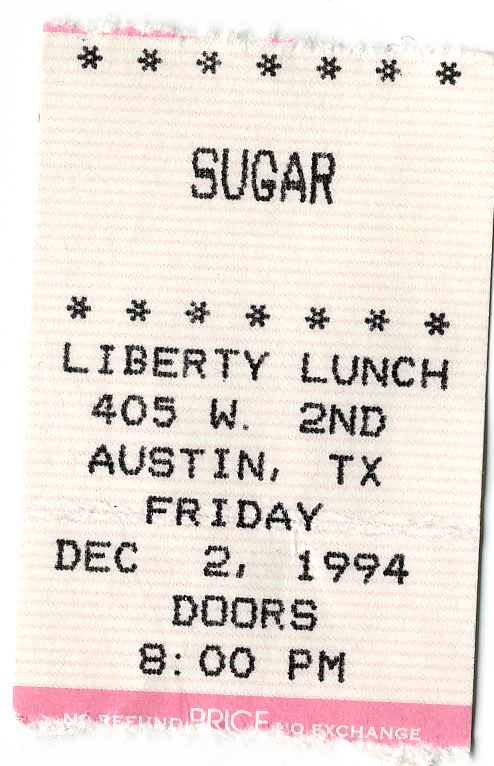 * * * * * * *
SUGAR
* * * * * * *
LIBERTY LUNCH
405 W. 2ND
AUSTIN, TX
FRIDAY
DEC 2, 1994
DOORS
8:00 PM
NO REFUND PRICE NO EXCHANGE